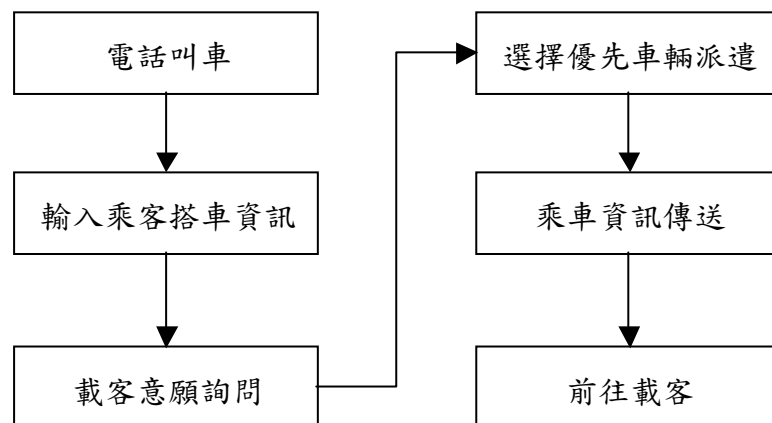 電話叫車
輸入乘客搭車資訊
載客意願詢問
選擇優先車輛派遣
乘車資訊傳送
前往載客